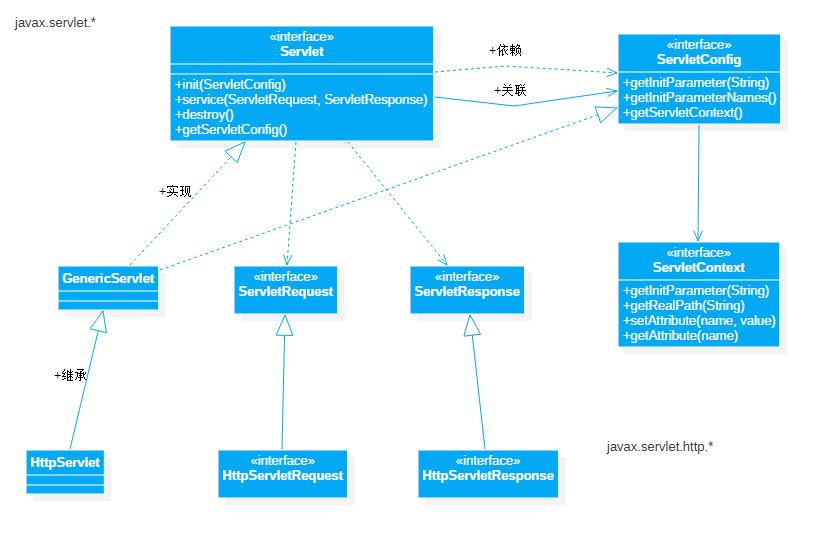 javax.servlet.*
«interface»
Servlet
+init(ServletConfig)
+service(ServletRequest, ServletResponse)
+destroy()
+getServletConfig()
+依赖
+关联
«interface»
ServletConfig
+getInitParameter(String)
+getInitParameterNames()
+getServletContext()
+实现
GenericServlet
«interface»
ServletRequest
«interface»
ServletResponse
«interface»
ServletContext
+getInitParameter(String)
+getRealPath(String)
+setAttribute(name, value)
+getAttribute(name)
+继承
javax.servlet.http.*
HttpServlet
«interface»
HttpServletRequest
«interface»
HttpServletResponse